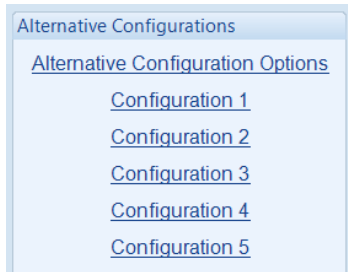 Alternative Configurations
Alternative Configuration Options
Configuration 1
Configuration 2
Configuration 3
Configuration 4
Configuration 5